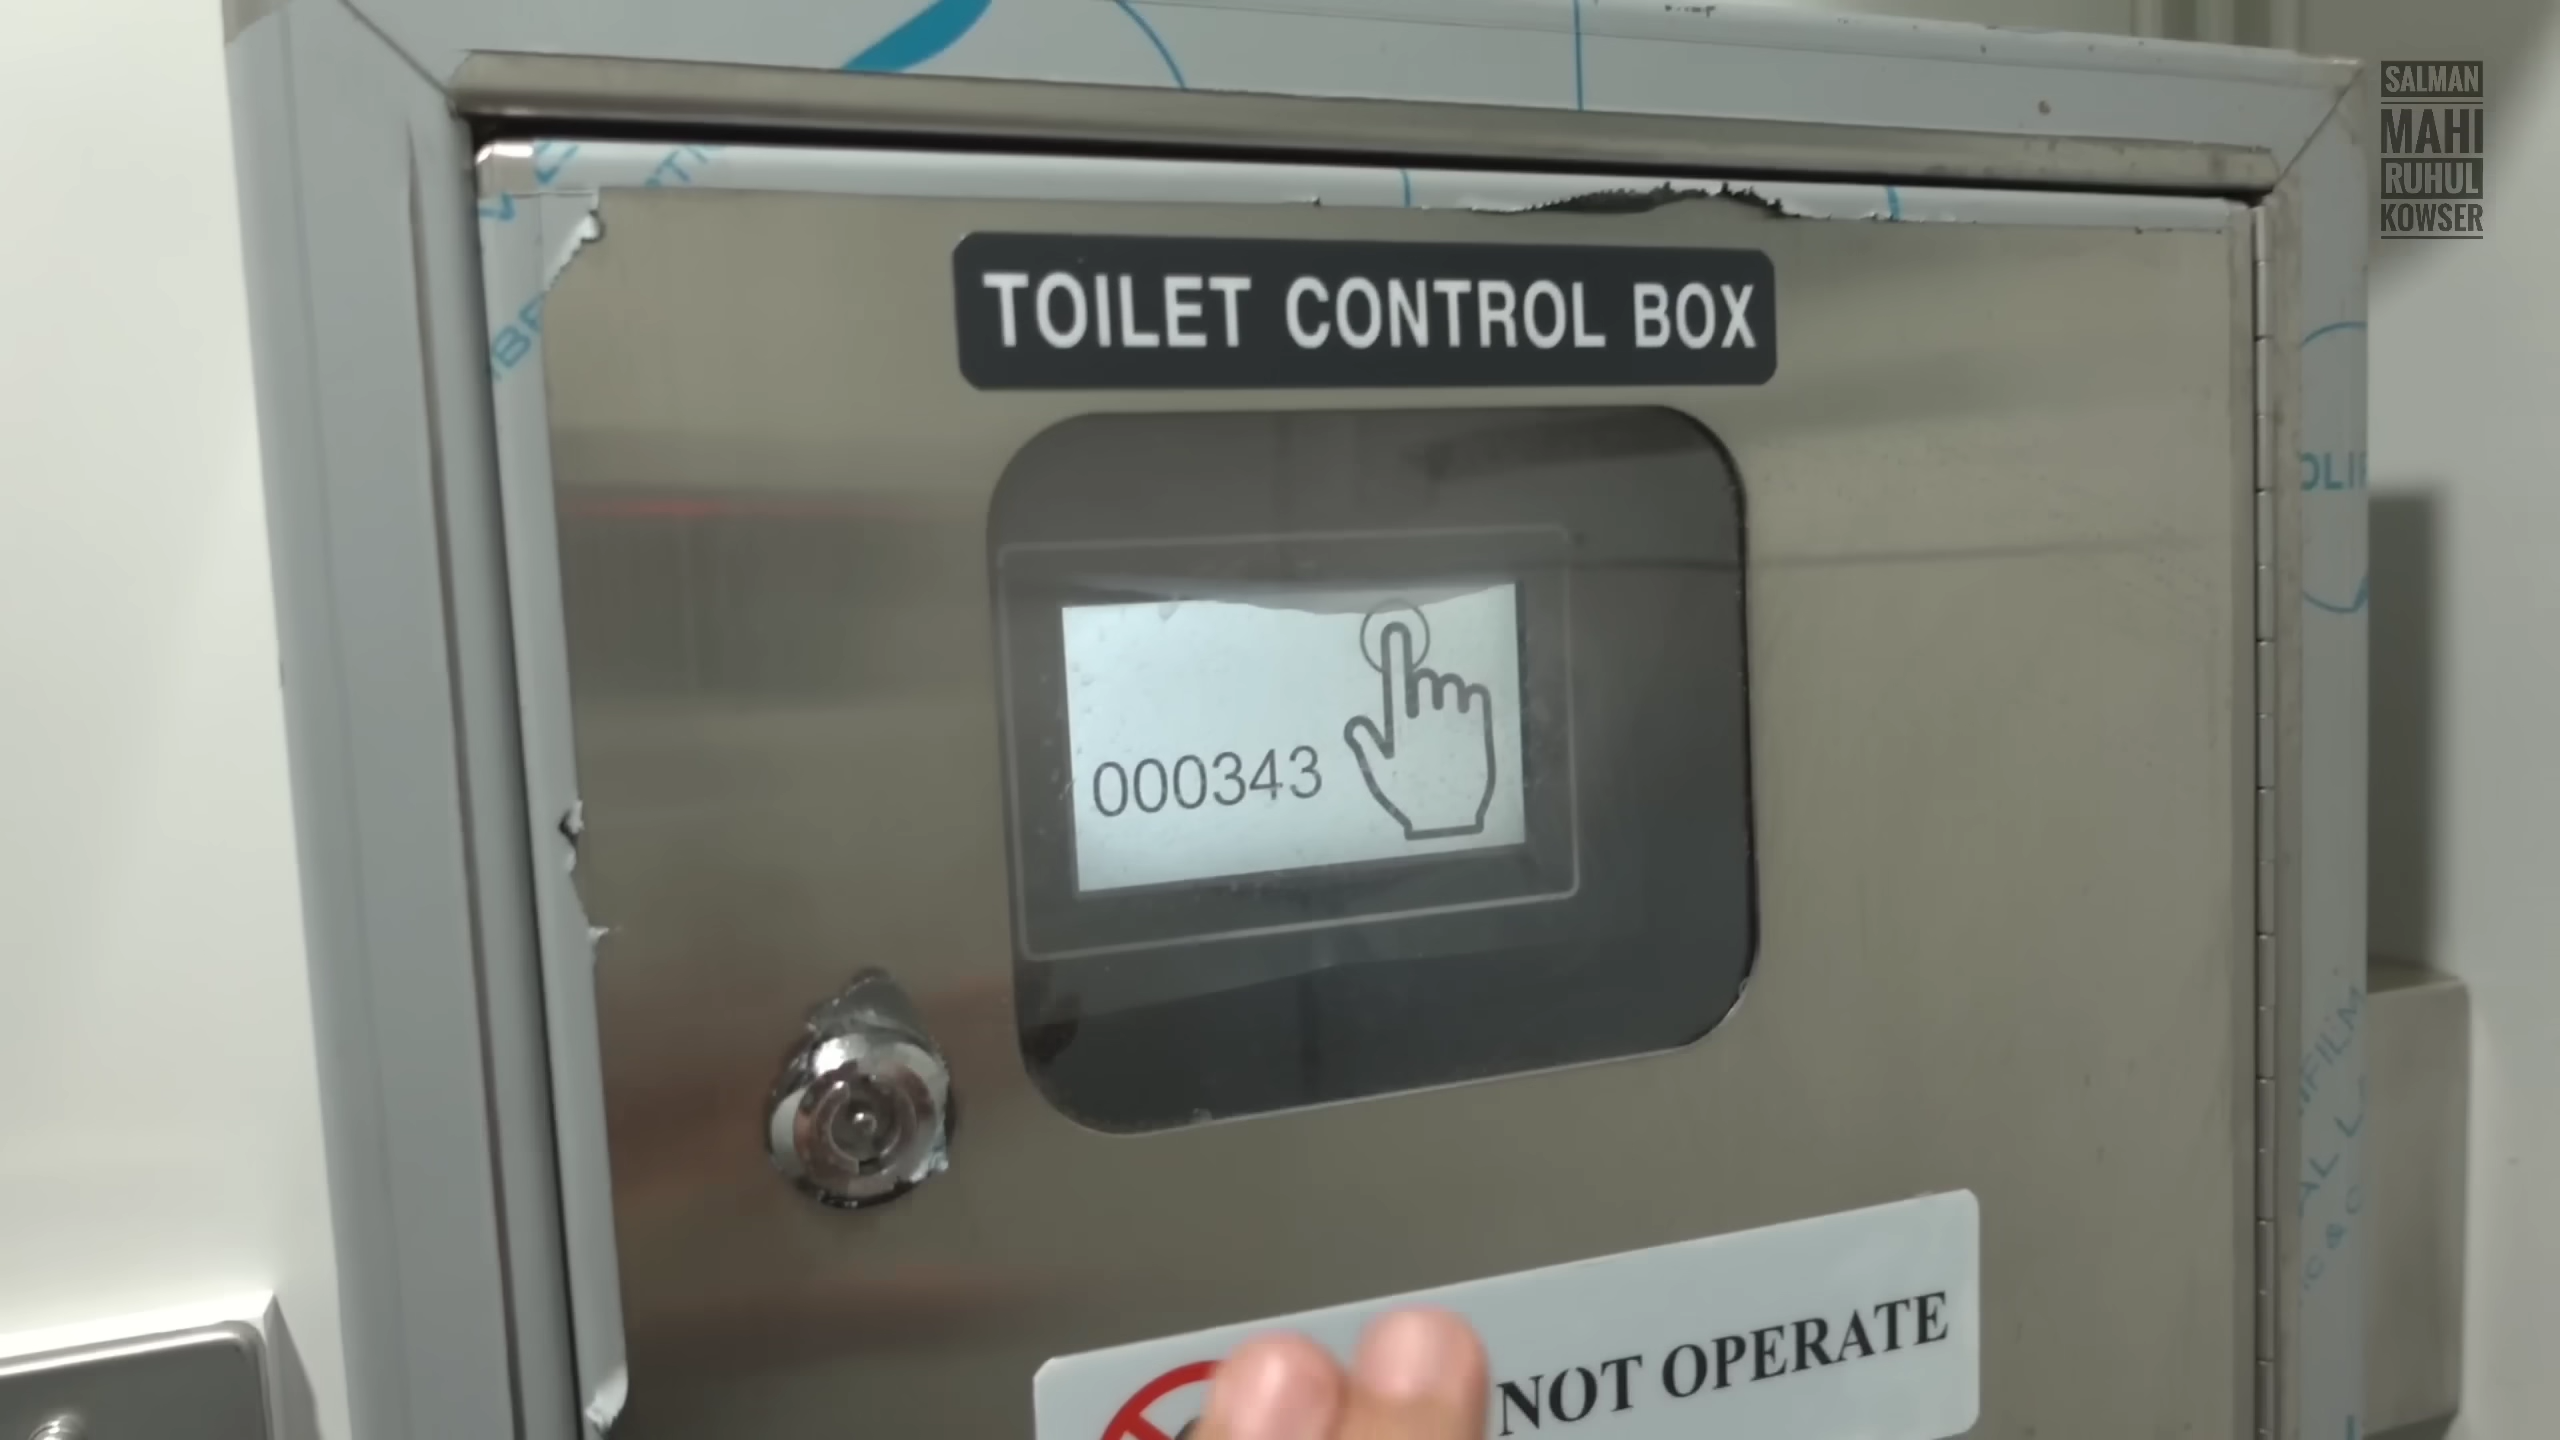 TOILET CONTROL BOX
000343
NOT OPERATE
SALMAN
MAHI
RUHUL
KOWSER